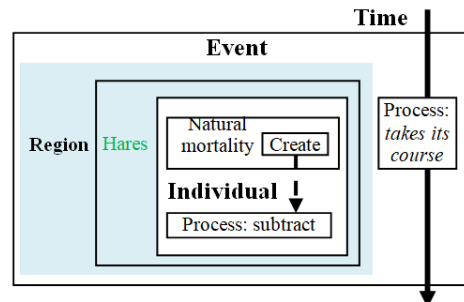 Time
Event
Process:
takes its
course
Region
Hares
Natural
mortality
Create
Individual
Process: subtract